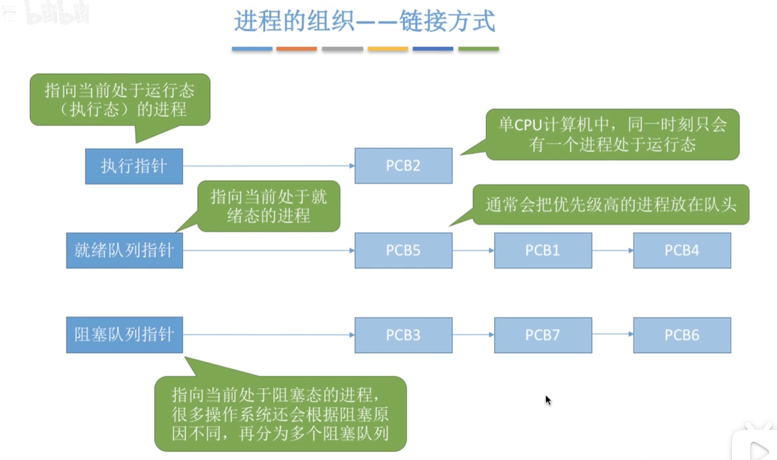 bilibili
进程的组织——链接方式
指向当前处于运行态
（执行态）的进程
单CPU计算机中，同一时刻只会
有一个进程处于运行态
执行指针
PCB2
指向当前处于就
绪态的进程
通常会把优先级高的进程放在队头
就绪队列指针
PCB5
PCB1
PCB4
阻塞队列指针
PCB3
PCB7
PCB6
指向当前处于阻塞态的进程，
很多操作系统还会根据阻塞原
因不同，再分为多个阻塞队列